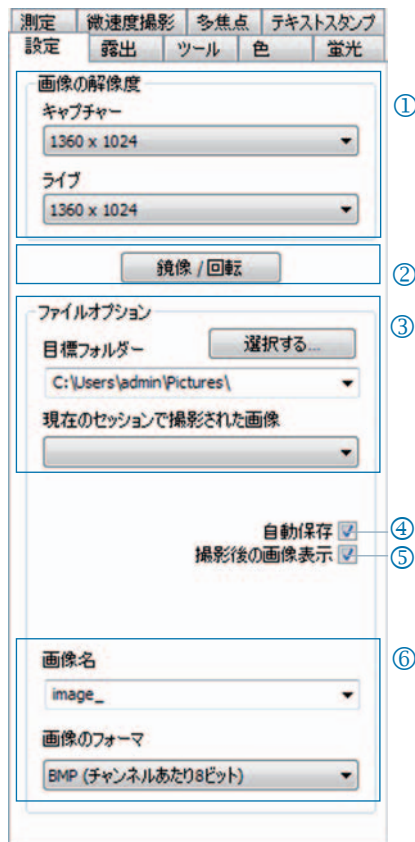 測定 微速度撮影 多焦点 テキストスタンプ
設定 露出 ツール 色 蛍光
画像の解像度
キャプチャー
1360 x 1024
ライブ
1360 x 1024
鏡像 / 回転
ファイルオプション
目標フォルダー 選択する...
C:\Users\admin\Pictures\
現在のセッションで撮影された画像
自動保存
撮影後の画像表示
画像名
image_
画像のフォーマ
BMP (チャンネルあたり8ビット)
①
②
③
④
⑤
⑥